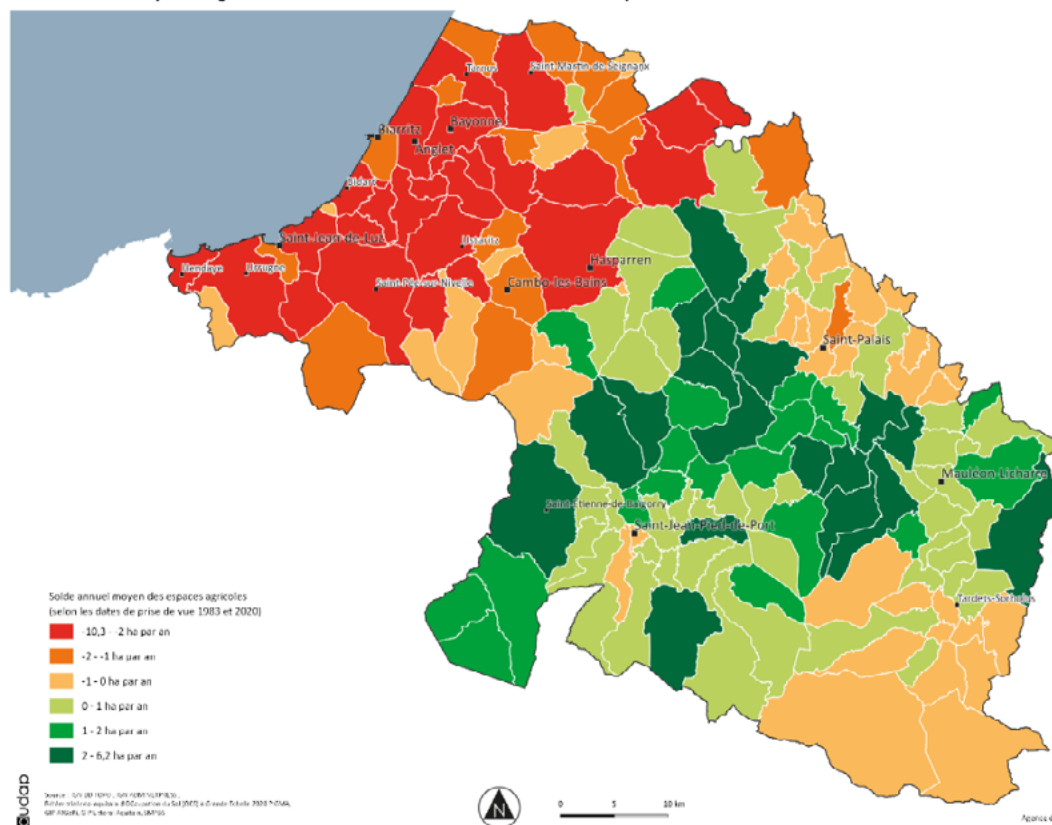 Tarnos
Saint-Martin-de-Seignanx
Biarritz
Bayonne
Anglet
Bidart
Saint-Jean-de-Luz
Ustaritz
Hendaye
Urrugne
Hasparren
Saint-Pée-sur-Nivelle
Cambo-les-Bains
Saint-Palais
Mauléon-Licharre
Saint-Étienne-de-Baïgorry
Saint-Jean-Pied-de-Port
Tardets-Sorholus
Solde annuel moyen des espaces agricoles
(selon les dates de prise de vue 1983 et 2020)
-10,3 - -2 ha par an
-2 - -1 ha par an
-1 - 0 ha par an
0 - 1 ha par an
1 - 2 ha par an
2 - 6,2 ha par an
audap
N
0 5 10 km